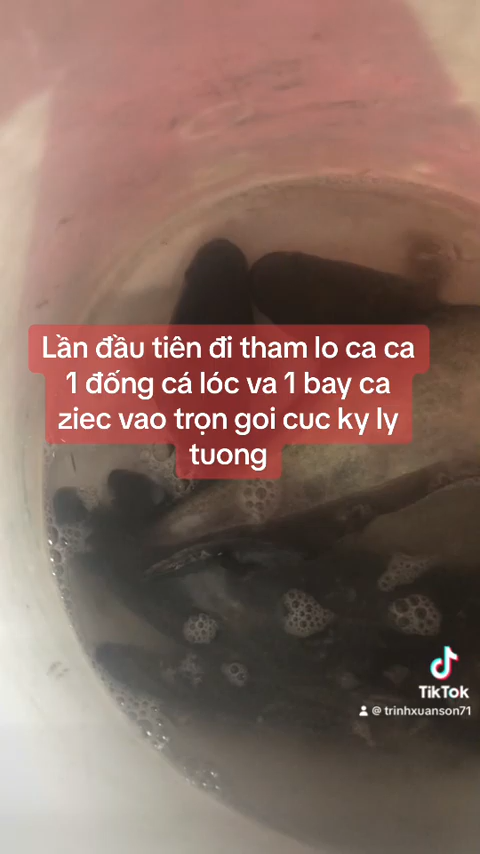 Lần đầu tiên đi tham lo ca ca
1 đống cá lóc va 1 bay ca
ziec vao trọn goi cuc ky ly
tuong
TikTok
@ trinhxuanson71